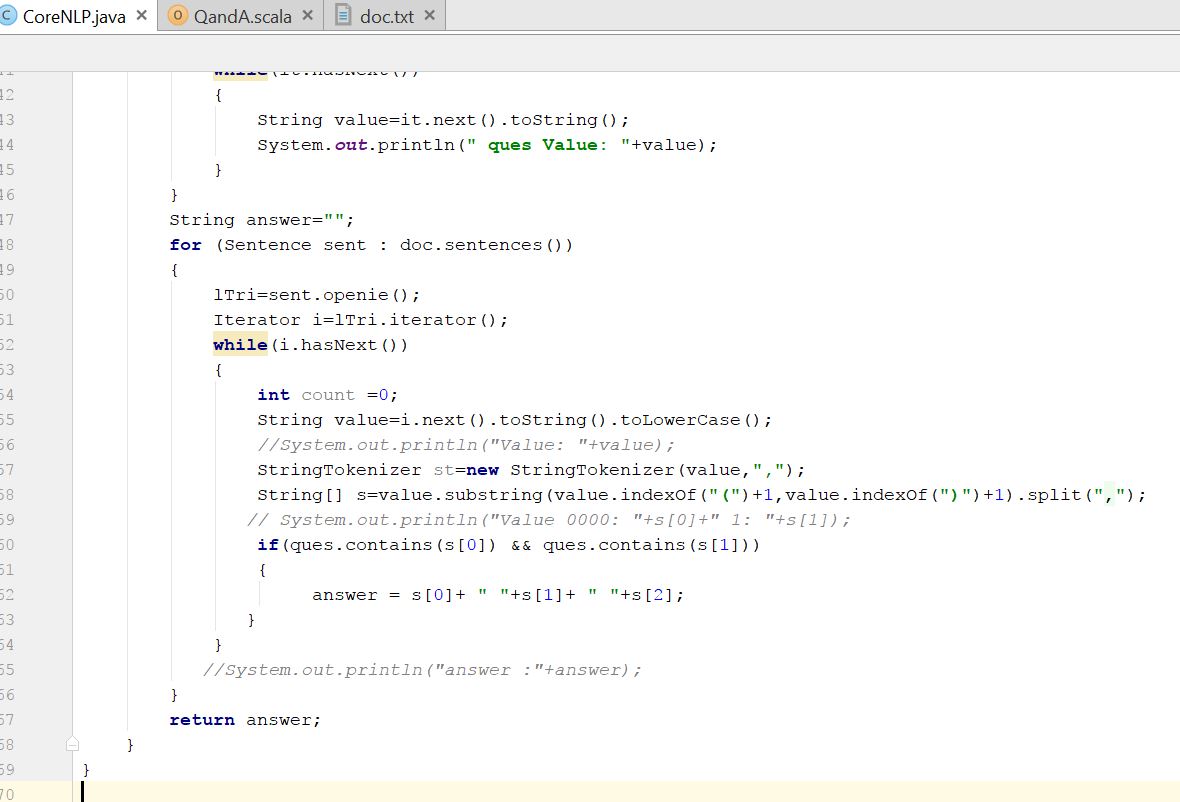 CoreNLP.java QandA.scala doc.txt
while(it.hasNext())
42 {
43 String value=it.next().toString();
44 System.out.println(" ques Value: "+value);
45 }
46 }
47 String answer="";
48 for (Sentence sent : doc.sentences())
49 {
50 lTri=sent.openie();
51 Iterator i=lTri.iterator();
52 while(i.hasNext())
53 {
54 int count =0;
55 String value=i.next().toString().toLowerCase();
56 //System.out.println("Value: "+value);
57 StringTokenizer st=new StringTokenizer(value,",");
58 String[] s=value.substring(value.indexOf("(")+1,value.indexOf(")")+1).split(",");
59 // System.out.println("Value 0000: "+s[0]+" 1: "+s[1]);
60 if(ques.contains(s[0]) && ques.contains(s[1]))
61 {
62 answer = s[0]+ " "+s[1]+ " "+s[2];
63 }
64 }
65 //System.out.println("answer :"+answer);
66 }
67 return answer;
68 }
69 }
70